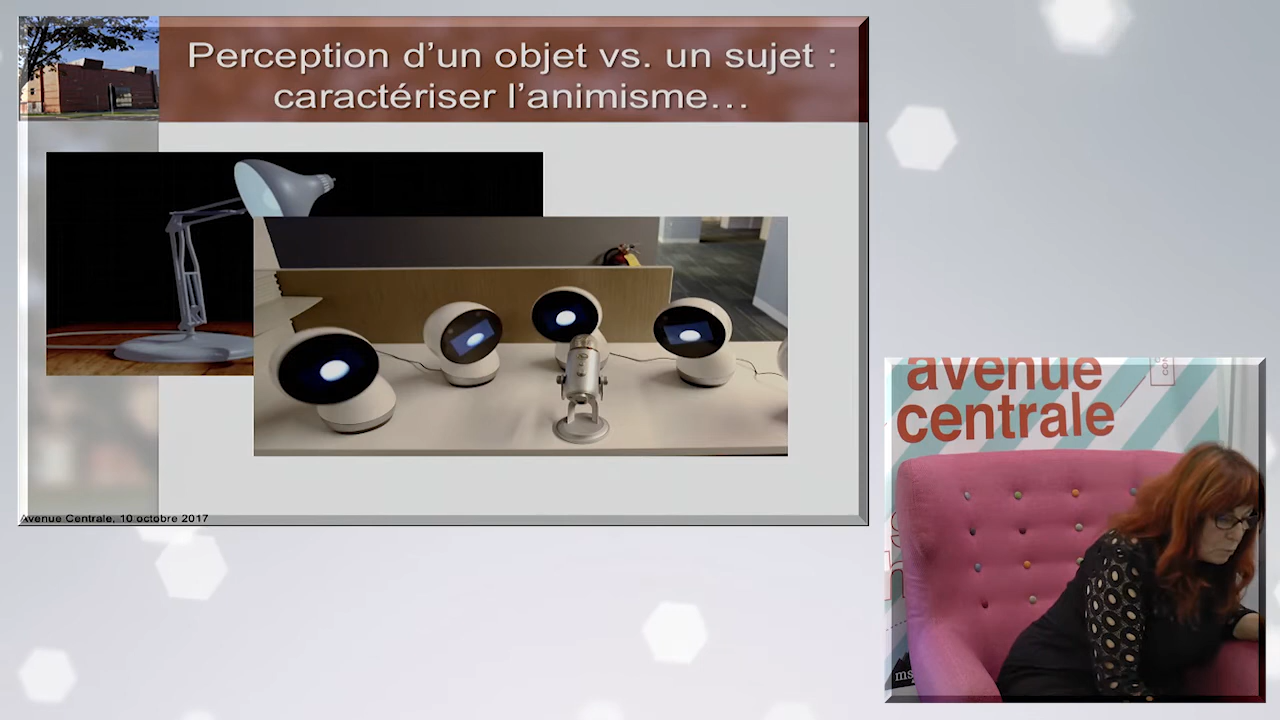 Perception d'un objet vs. un sujet :
caractériser l'animisme…
Avenue Centrale, 10 octobre 2017
avenue
centrale